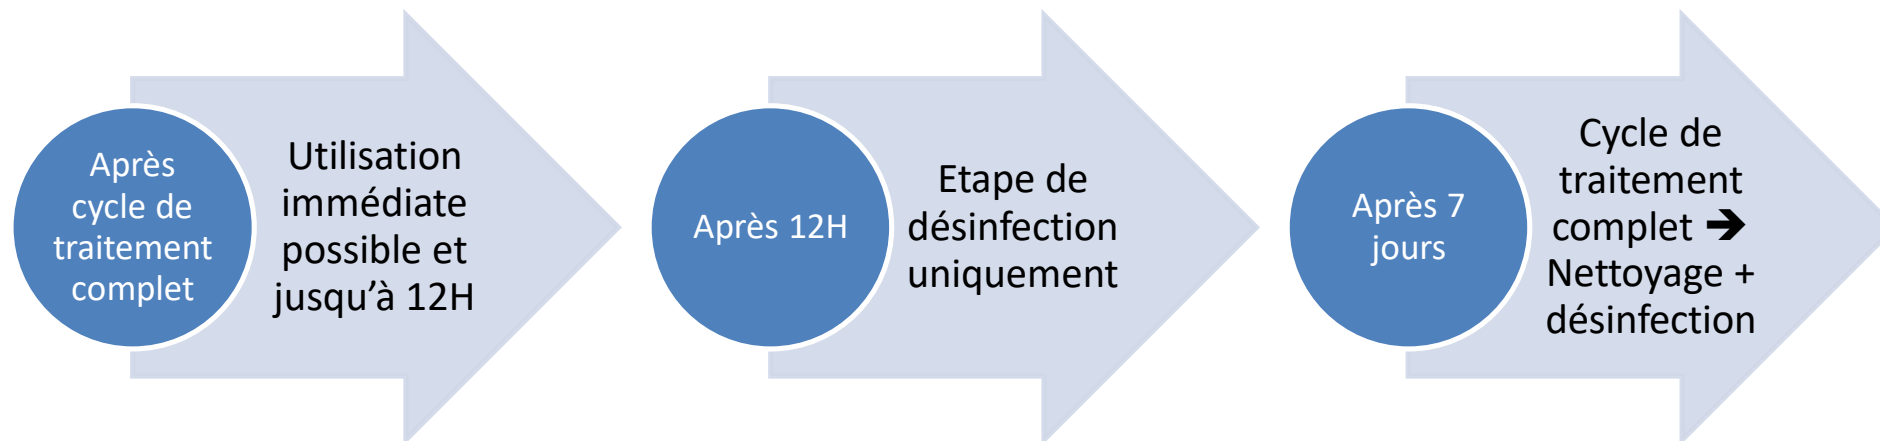 Après
cycle de
traitement
complet
Utilisation
immédiate
possible et
jusqu’à 12H
Après 12H
Etape de
désinfection
uniquement
Après 7
jours
Cycle de
traitement
complet ➔
Nettoyage +
désinfection